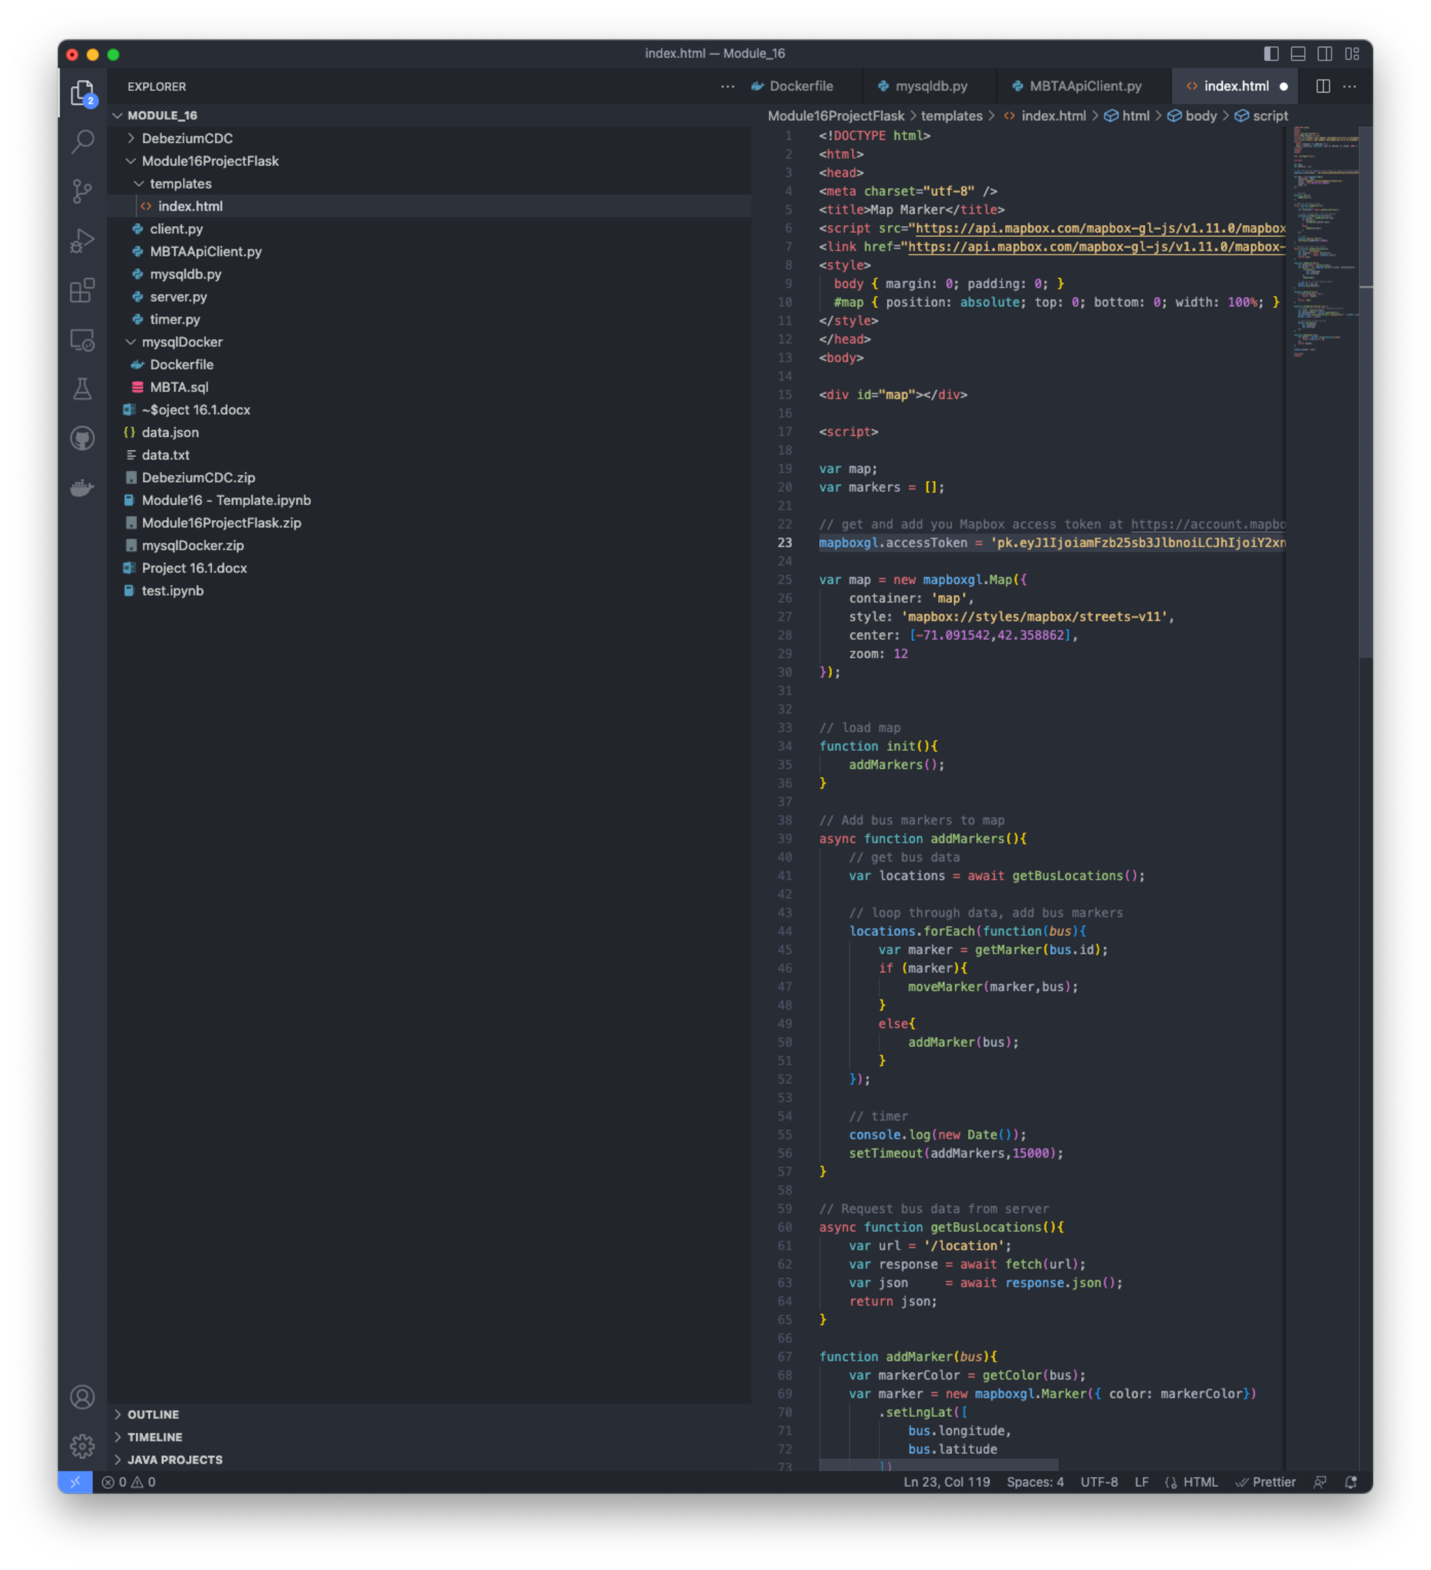 index.html — Module_16
EXPLORER
MODULE_16
DebeziumCDC
Module16ProjectFlask
templates
index.html
client.py
MBTAApiClient.py
mysqldb.py
server.py
timer.py
mysqlDocker
Dockerfile
MBTA.sql
~$oject 16.1.docx
data.json
data.txt
DebeziumCDC.zip
Module16 - Template.ipynb
Module16ProjectFlask.zip
mysqlDocker.zip
Project 16.1.docx
test.ipynb
OUTLINE
TIMELINE
JAVA PROJECTS
2
Dockerfile mysqldb.py MBTAApiClient.py index.html
Module16ProjectFlask > templates > index.html > html > body > script
1 <!DOCTYPE html>
2 <html>
3 <head>
4 <meta charset="utf-8" />
5 <title>Map Marker</title>
6 <script src="https://api.mapbox.com/mapbox-gl-js/v1.11.0/mapbox
7 <link href="https://api.mapbox.com/mapbox-gl-js/v1.11.0/mapbox-
8 <style>
9 body { margin: 0; padding: 0; }
10 #map { position: absolute; top: 0; bottom: 0; width: 100%; }
11 </style>
12 </head>
13 <body>
14
15 <div id="map"></div>
16
17 <script>
18
19 var map;
20 var markers = [];
21
22 // get and add you Mapbox access token at https://account.mapbo
23 mapboxgl.accessToken = 'pk.eyJ1IjoiamFzb25sb3JlbnoiLCJhIjoiY2xn
24
25 var map = new mapboxgl.Map({
26 container: 'map',
27 style: 'mapbox://styles/mapbox/streets-v11',
28 center: [-71.091542,42.358862],
29 zoom: 12
30 });
31
32
33 // load map
34 function init(){
35 addMarkers();
36 }
37
38 // Add bus markers to map
39 async function addMarkers(){
40 // get bus data
41 var locations = await getBusLocations();
42
43 // loop through data, add bus markers
44 locations.forEach(function(bus){
45 var marker = getMarker(bus.id);
46 if (marker){
47 moveMarker(marker,bus);
48 }
49 else{
50 addMarker(bus);
51 }
52 });
53
54 // timer
55 console.log(new Date());
56 setTimeout(addMarkers,15000);
57 }
58
59 // Request bus data from server
60 async function getBusLocations(){
61 var url = '/location';
62 var response = await fetch(url);
63 var json     = await response.json();
64 return json;
65 }
66
67 function addMarker(bus){
68 var markerColor = getColor(bus);
69 var marker = new mapboxgl.Marker({ color: markerColor})
70 .setLngLat([
71 bus.longitude,
72 bus.latitude
73 ])
0 0 Ln 23, Col 119 Spaces: 4 UTF-8 LF HTML Prettier